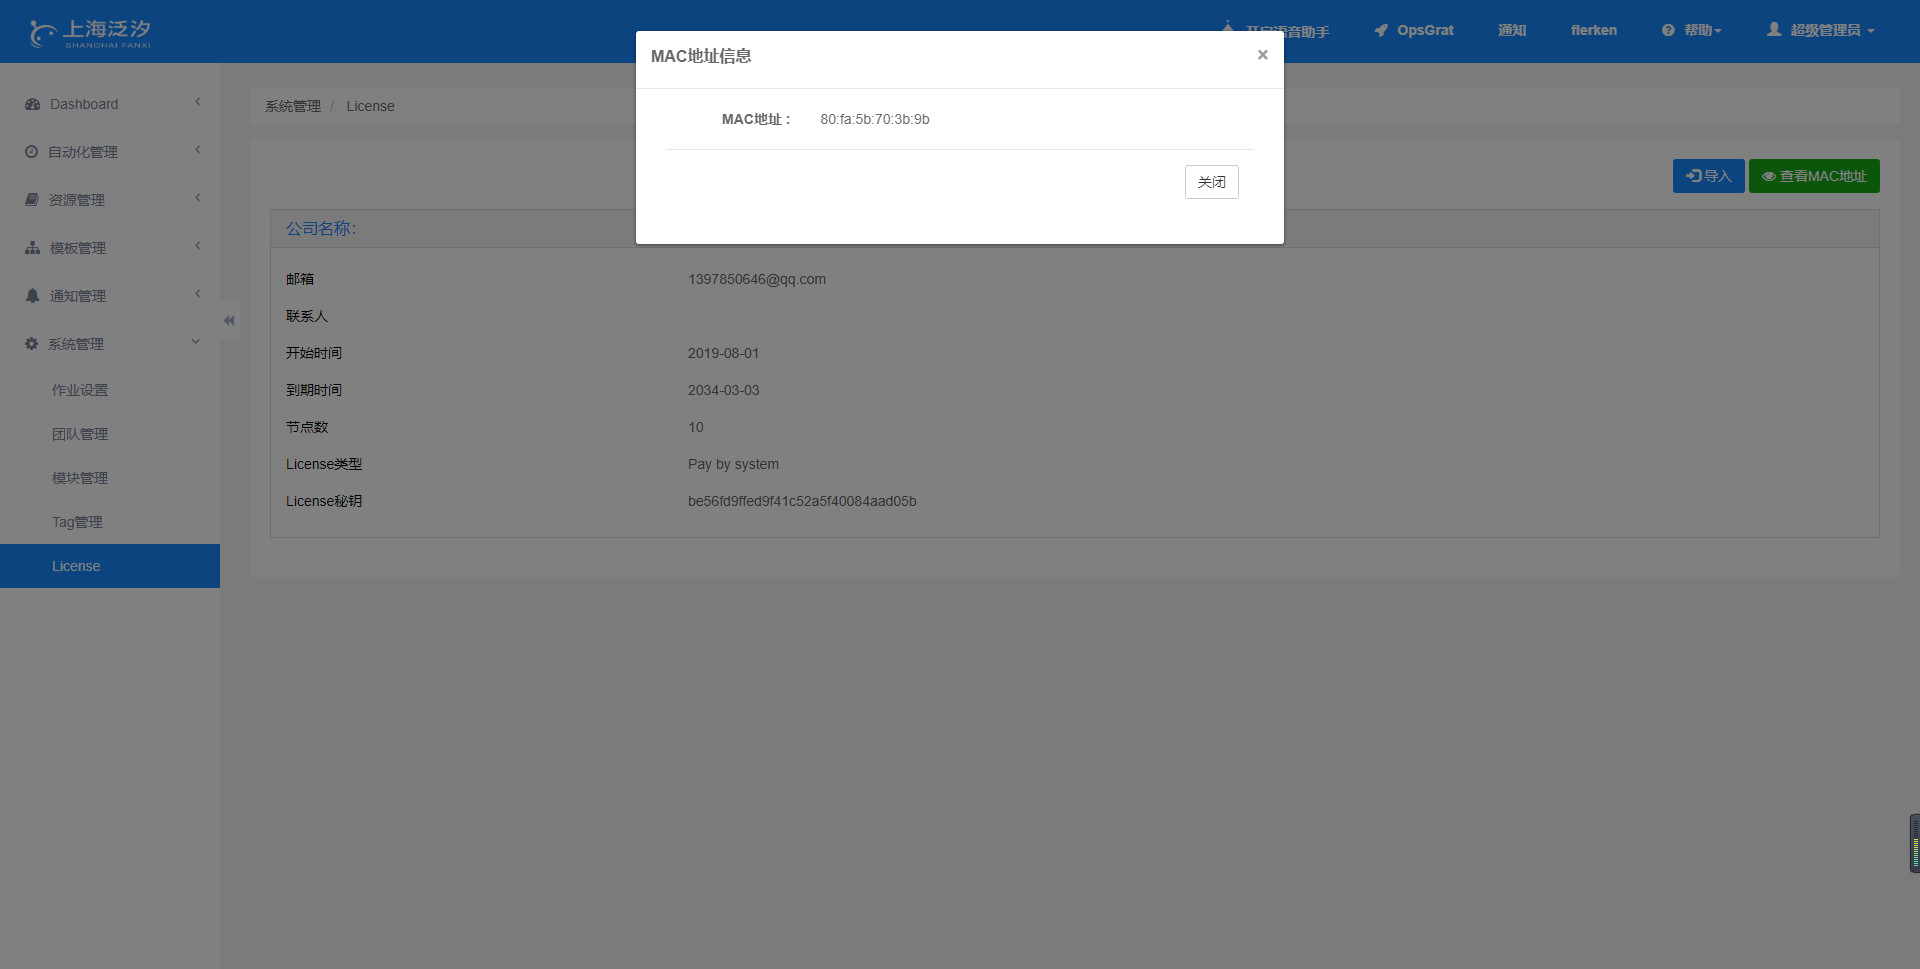 上海泛汐
SHANGHAI FANXI
语音助手
OpsGrat
通知
flerken
帮助
超级管理员
MAC地址信息
×
MAC地址 : 80:fa:5b:70:3b:9b
关闭
Dashboard
自动化管理
资源管理
模板管理
通知管理
系统管理
作业设置
团队管理
模块管理
Tag管理
License
系统管理 / License
导入
查看MAC地址
公司名称:
邮箱 1397850646@qq.com
联系人
开始时间 2019-08-01
到期时间 2034-03-03
节点数 10
License类型 Pay by system
License秘钥 be56fd9ffed9f41c52a5f40084aad05b